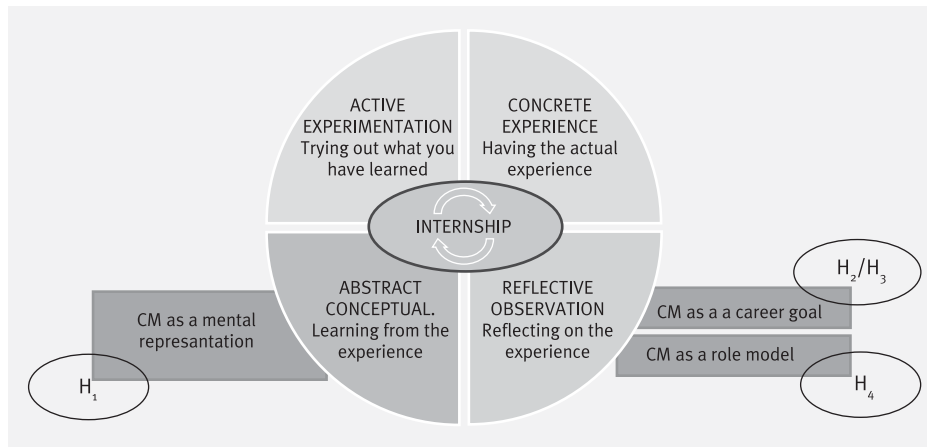 ACTIVE
EXPERIMENTATION
Trying out what you
have learned
CONCRETE
EXPERIENCE
Having the actual
experience
INTERNSHIP
ABSTRACT
CONCEPTUAL.
Learning from the
experience
REFLECTIVE
OBSERVATION
Reflecting on the
experience
CM as a mental
represantation
H₁
H₂/H₃
CM as a a career goal
CM as a role model
H₄